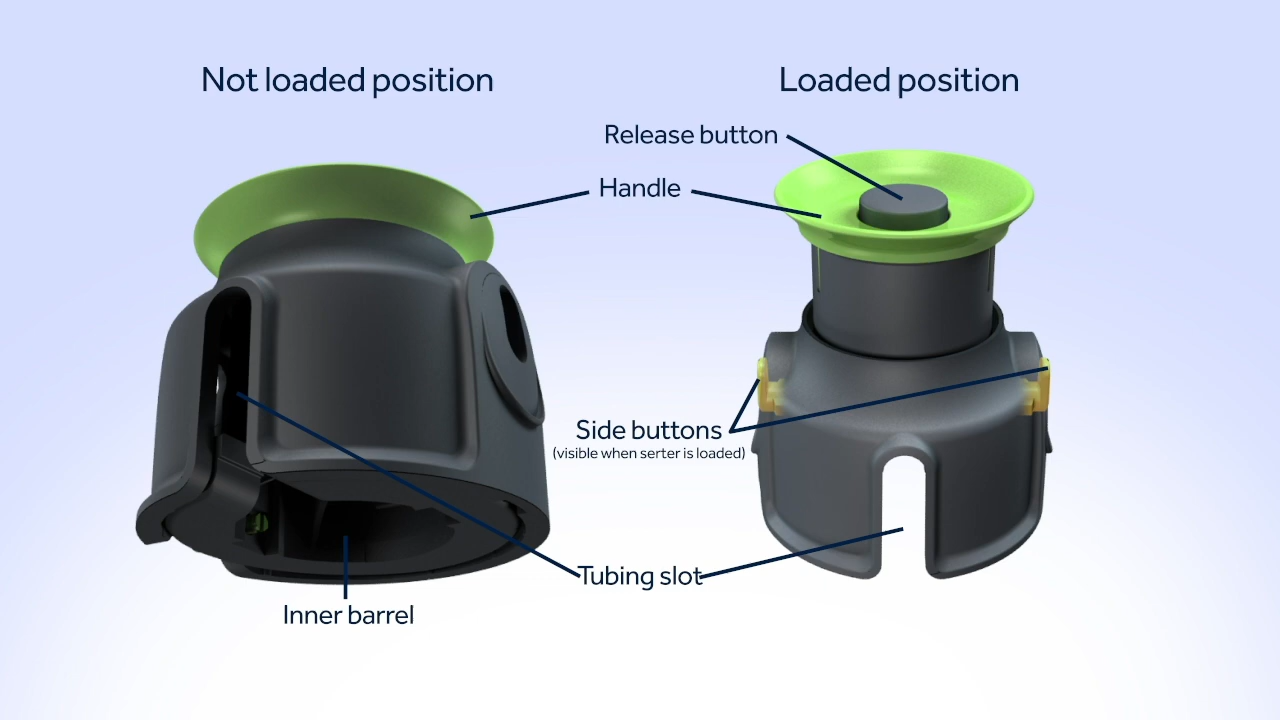 Not loaded position
Loaded position
Release button
Handle
Side buttons
(visible when serter is loaded)
Tubing slot
Inner barrel